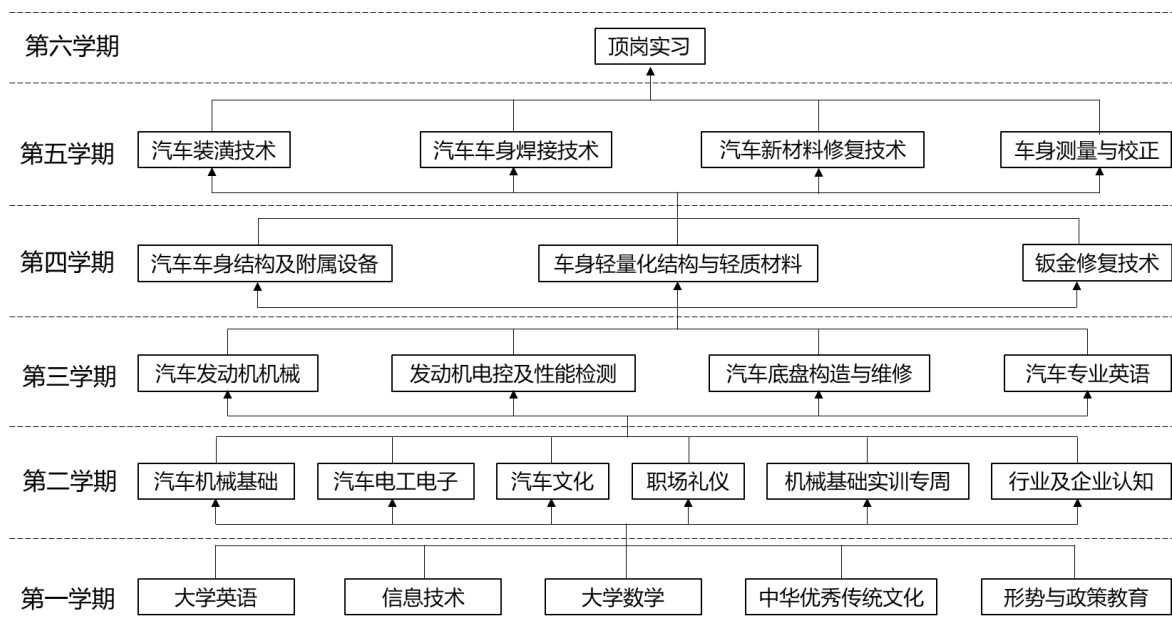 第六学期
顶岗实习
第五学期
汽车装潢技术
汽车车身焊接技术
汽车新材料修复技术
车身测量与校正
第四学期
汽车车身结构及附属设备
车身轻量化结构与轻质材料
钣金修复技术
第三学期
汽车发动机机械
发动机电控及性能检测
汽车底盘构造与维修
汽车专业英语
第二学期
汽车机械基础
汽车电工电子
汽车文化
职场礼仪
机械基础实训专周
行业及企业认知
第一学期
大学英语
信息技术
大学数学
中华优秀传统文化
形势与政策教育